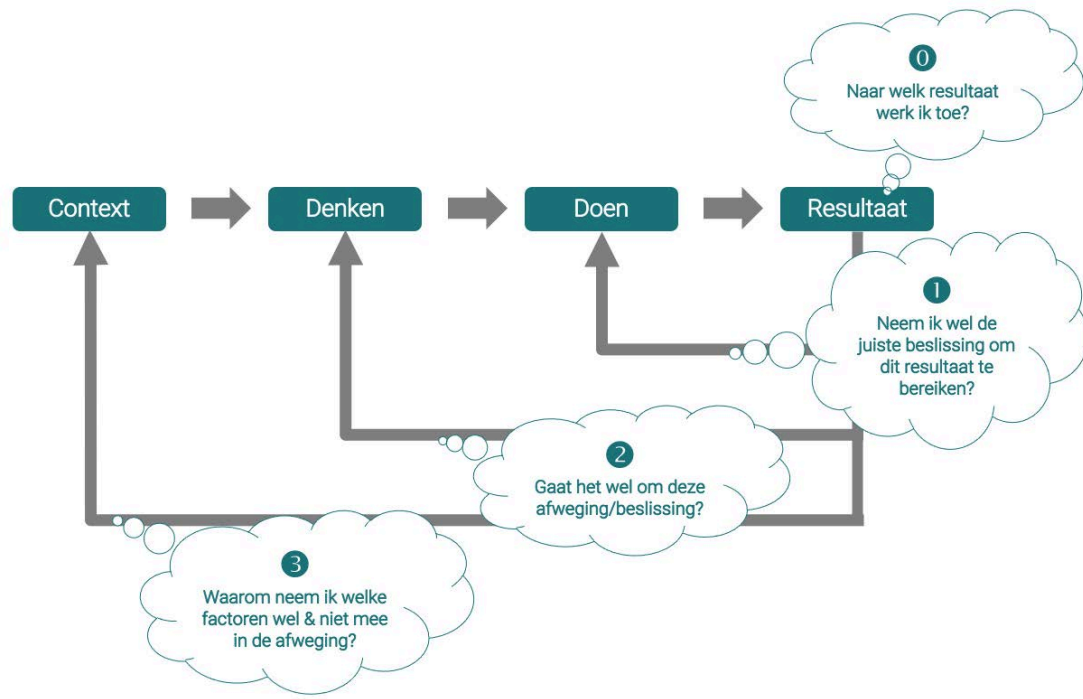 0
Naar welk resultaat
werk ik toe?
Context
Denken
Doen
Resultaat
1
Neem ik wel de
juiste beslissing om
dit resultaat te
bereiken?
2
Gaat het wel om deze
afweging/beslissing?
3
Waarom neem ik welke
factoren wel & niet mee
in de afweging?